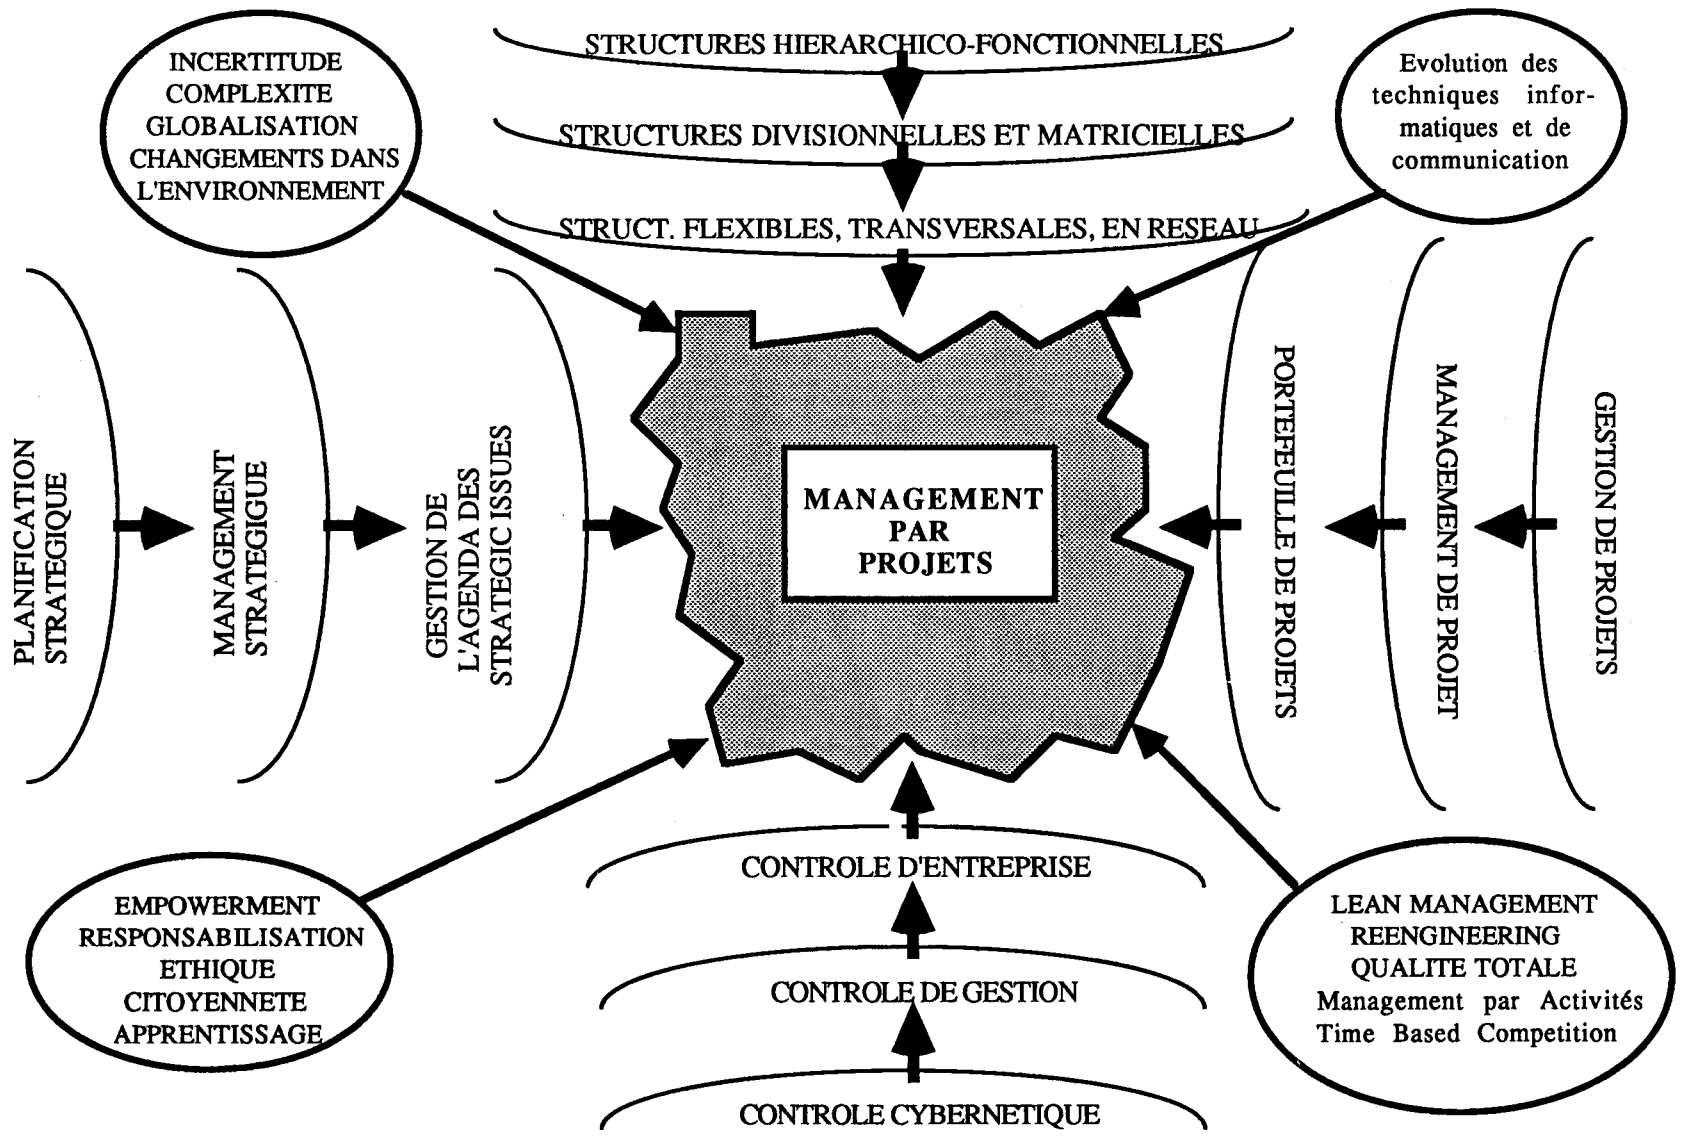 INCERTITUDE
COMPLEXITE
GLOBALISATION
CHANGEMENTS DANS
L'ENVIRONNEMENT
STRUCTURES HIERARCHICO-FONCTIONNELLES
STRUCTURES DIVISIONNELLES ET MATRICIELLES
STRUCT. FLEXIBLES, TRANSVERSALES, EN RESEAU
Evolution des
techniques infor-
matiques et de
communication
PLANIFICATION
STRATEGIQUE
MANAGEMENT
STRATEGIGUE
GESTION DE
L'AGENDA DES
STRATEGIC ISSUES
MANAGEMENT
PAR
PROJETS
PORTEFEUILLE DE PROJETS
MANAGEMENT DE PROJET
GESTION DE PROJETS
EMPOWERMENT
RESPONSABILISATION
ETHIQUE
CITOYENNETE
APPRENTISSAGE
CONTROLE D'ENTREPRISE
CONTROLE DE GESTION
CONTROLE CYBERNETIQUE
LEAN MANAGEMENT
REENGINEERING
QUALITE TOTALE
Management par Activités
Time Based Competition